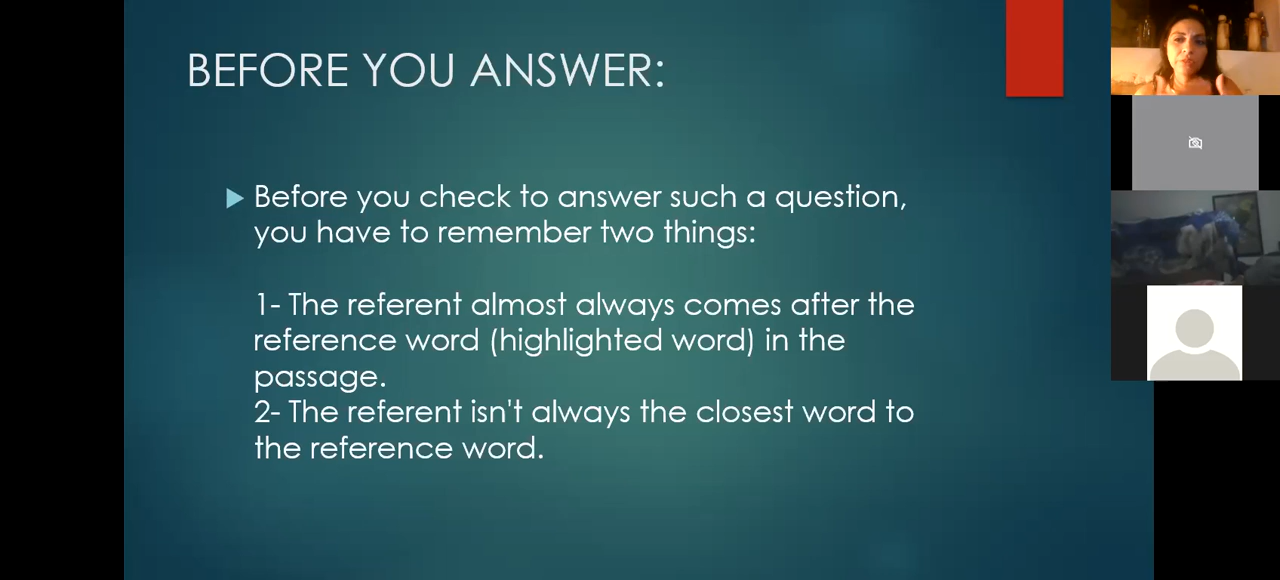 BEFORE YOU ANSWER:
Before you check to answer such a question,
you have to remember two things:
1- The referent almost always comes after the
reference word (highlighted word) in the
passage.
2- The referent isn't always the closest word to
the reference word.